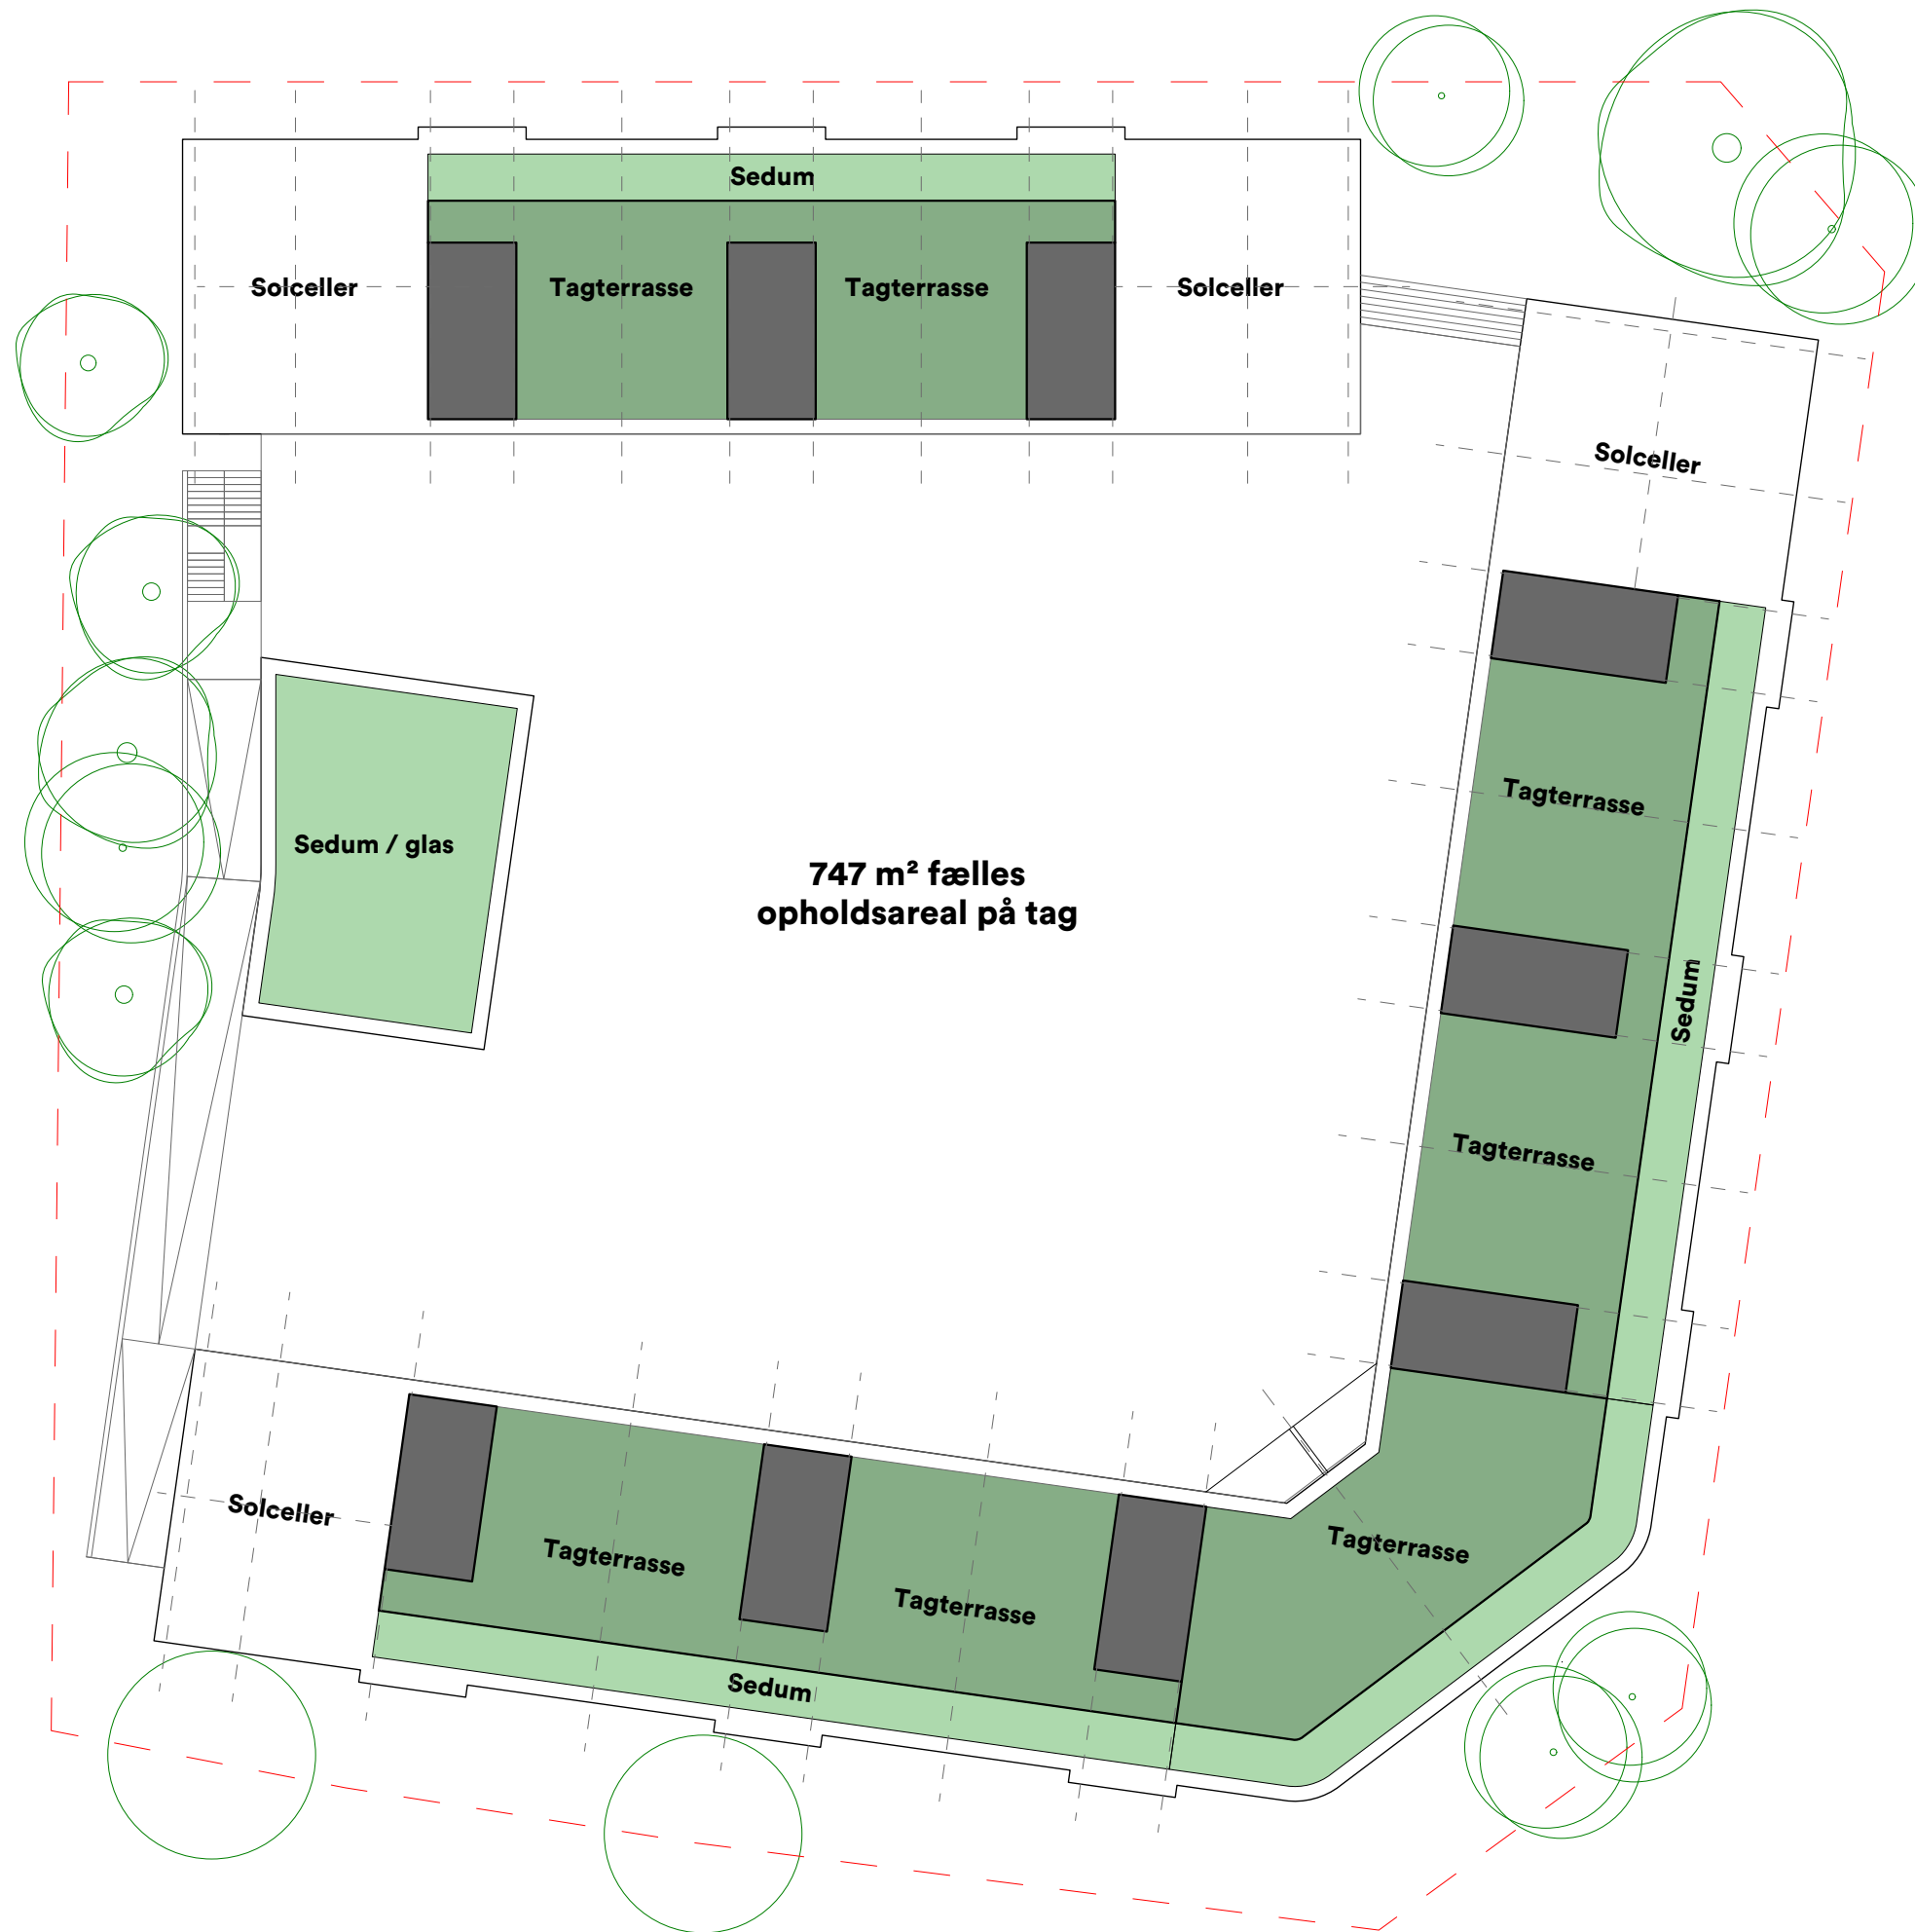 Sedum
Solceller
Tagterrasse
Tagterrasse
Solceller
Solceller
Tagterrasse
Sedum / glas
747 m² fælles
opholdsareal på tag
Sedum
Tagterrasse
Solceller
Tagterrasse
Tagterrasse
Tagterrasse
Sedum